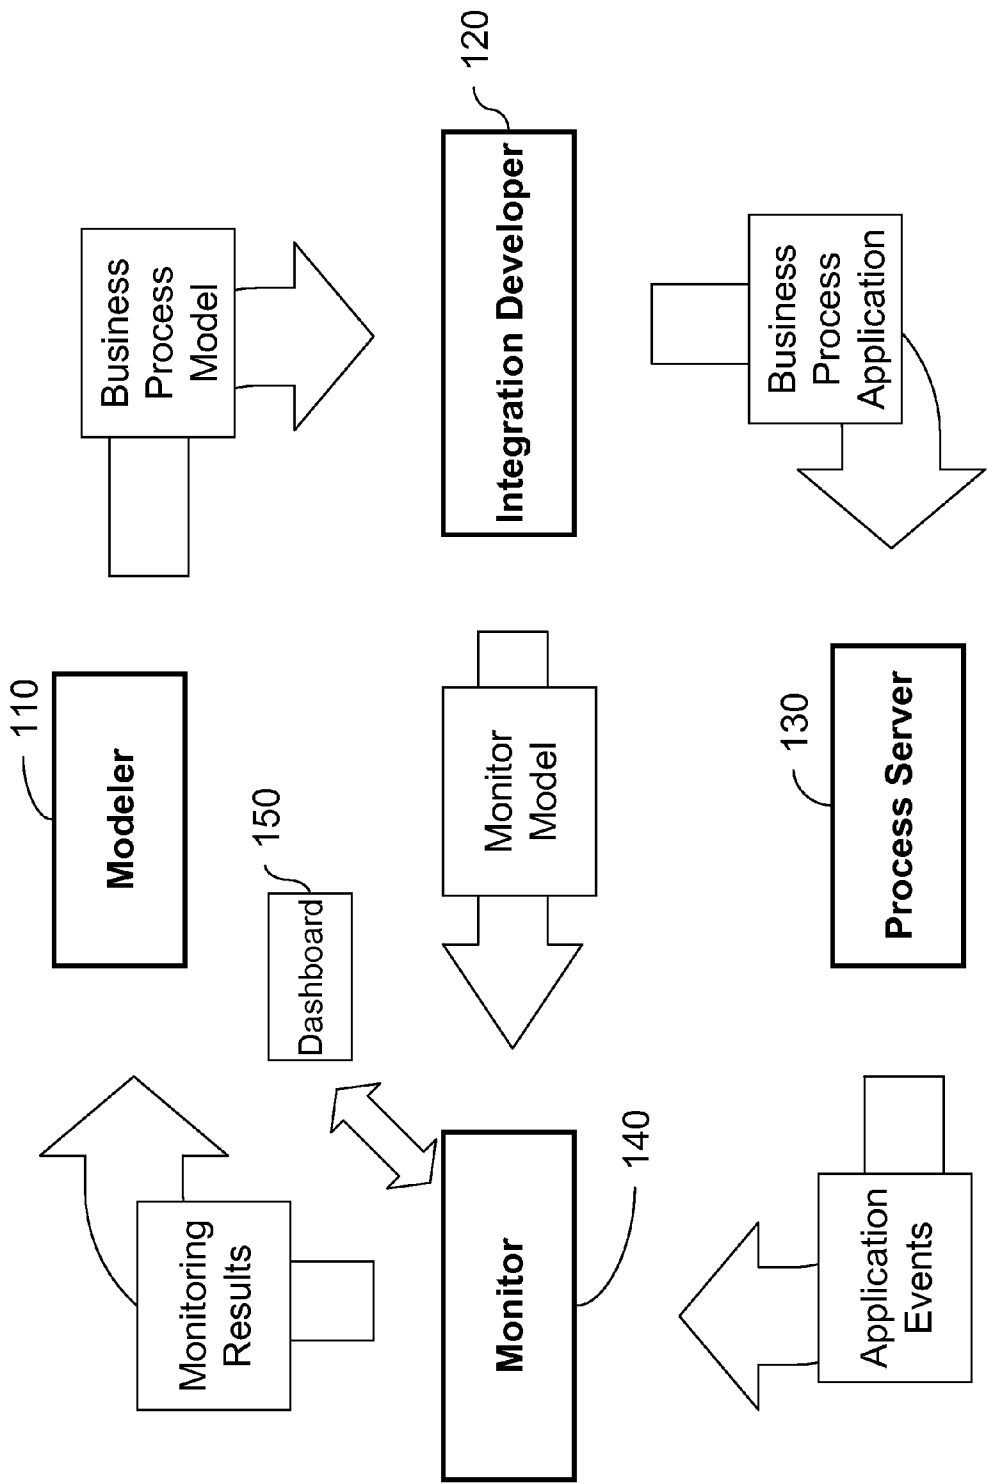 110
Modeler
Business
Process
Model
120
Integration Developer
Business
Process
Application
130
Process Server
Application
Events
140
Monitor
Monitoring
Results
150
Dashboard
Monitor
Model